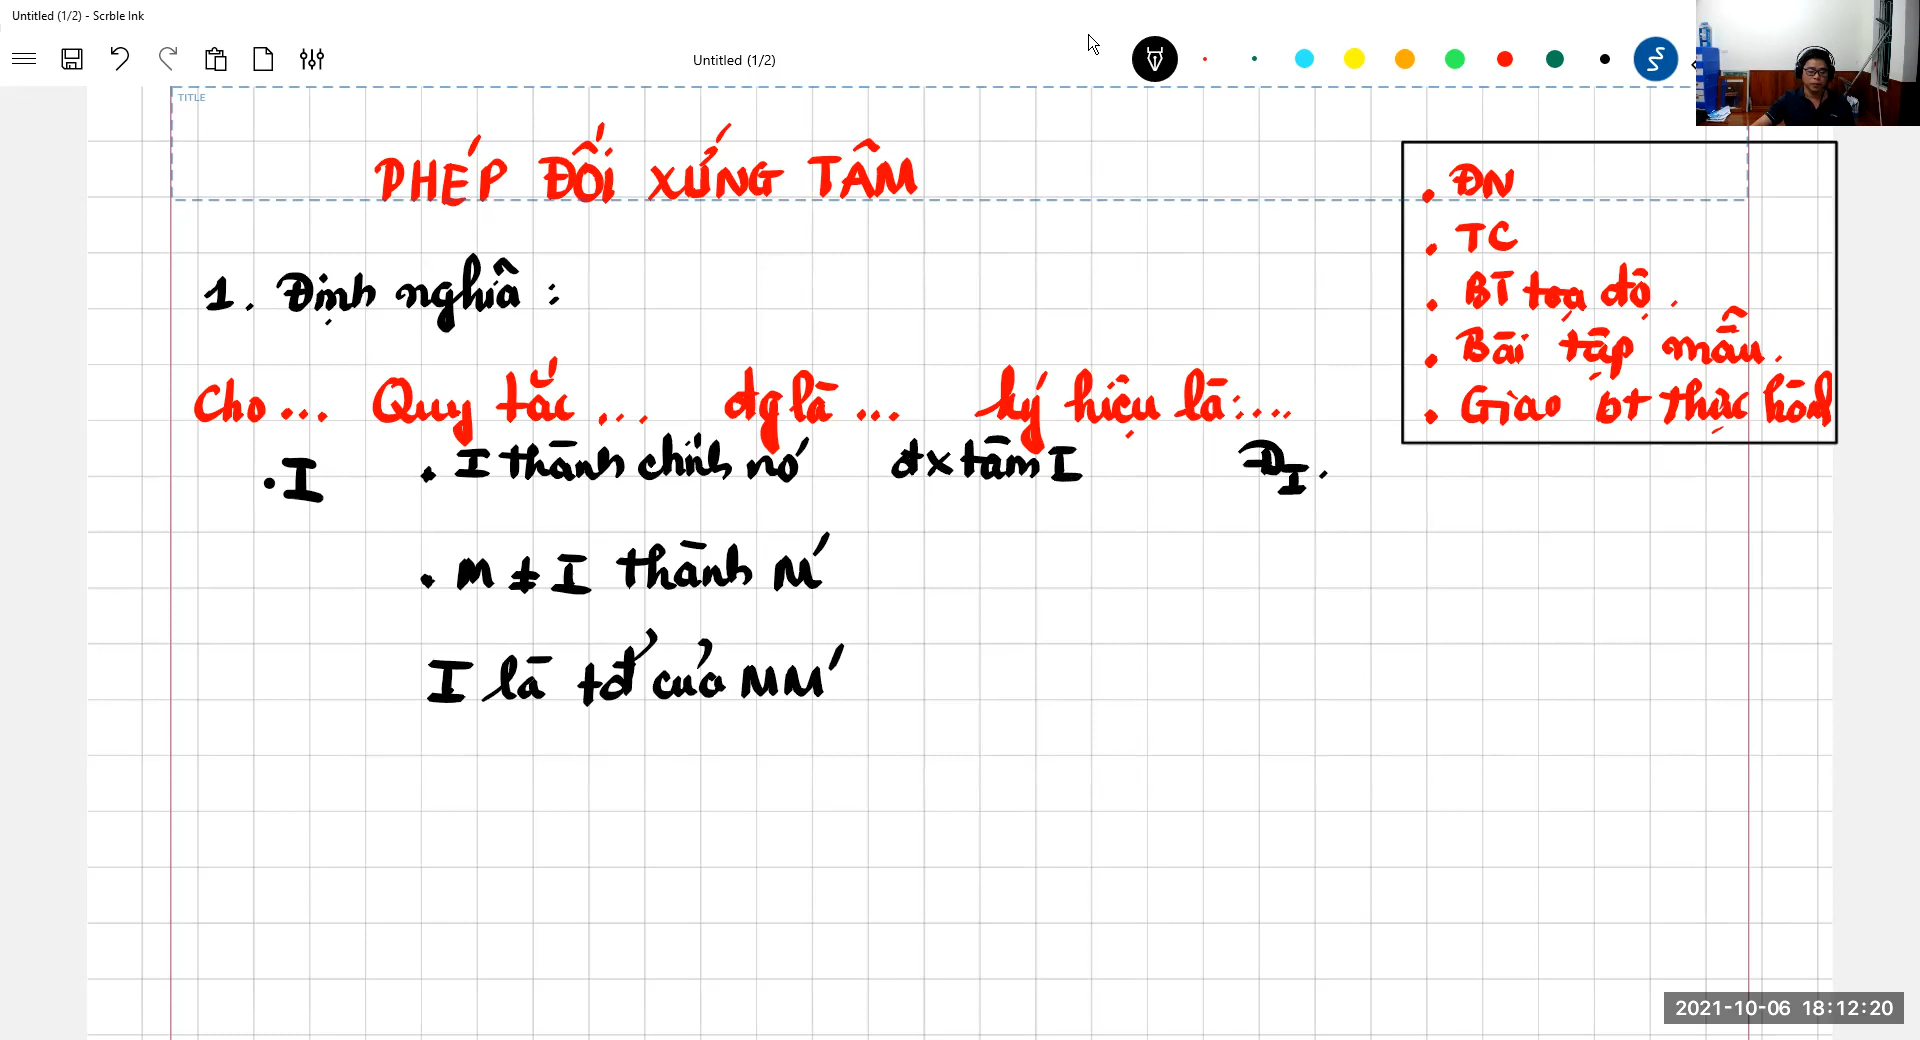 Untitled (1/2) - Scrble Ink
Untitled (1/2)
TITLE
PHÉP ĐỐI XỨNG TÂM
1. Định nghĩa :
Cho ... Quy tắc ... đg là ... ký hiệu là: ...
. I . I thành chính nó đx tâm I Đ_I .
. M ≠ I thành M'
I là tđ của MM'
. ĐN
. TC
. BT toạ độ .
. Bài tập mẫu .
. Giao bt thực hành
2021-10-06 18:12:20